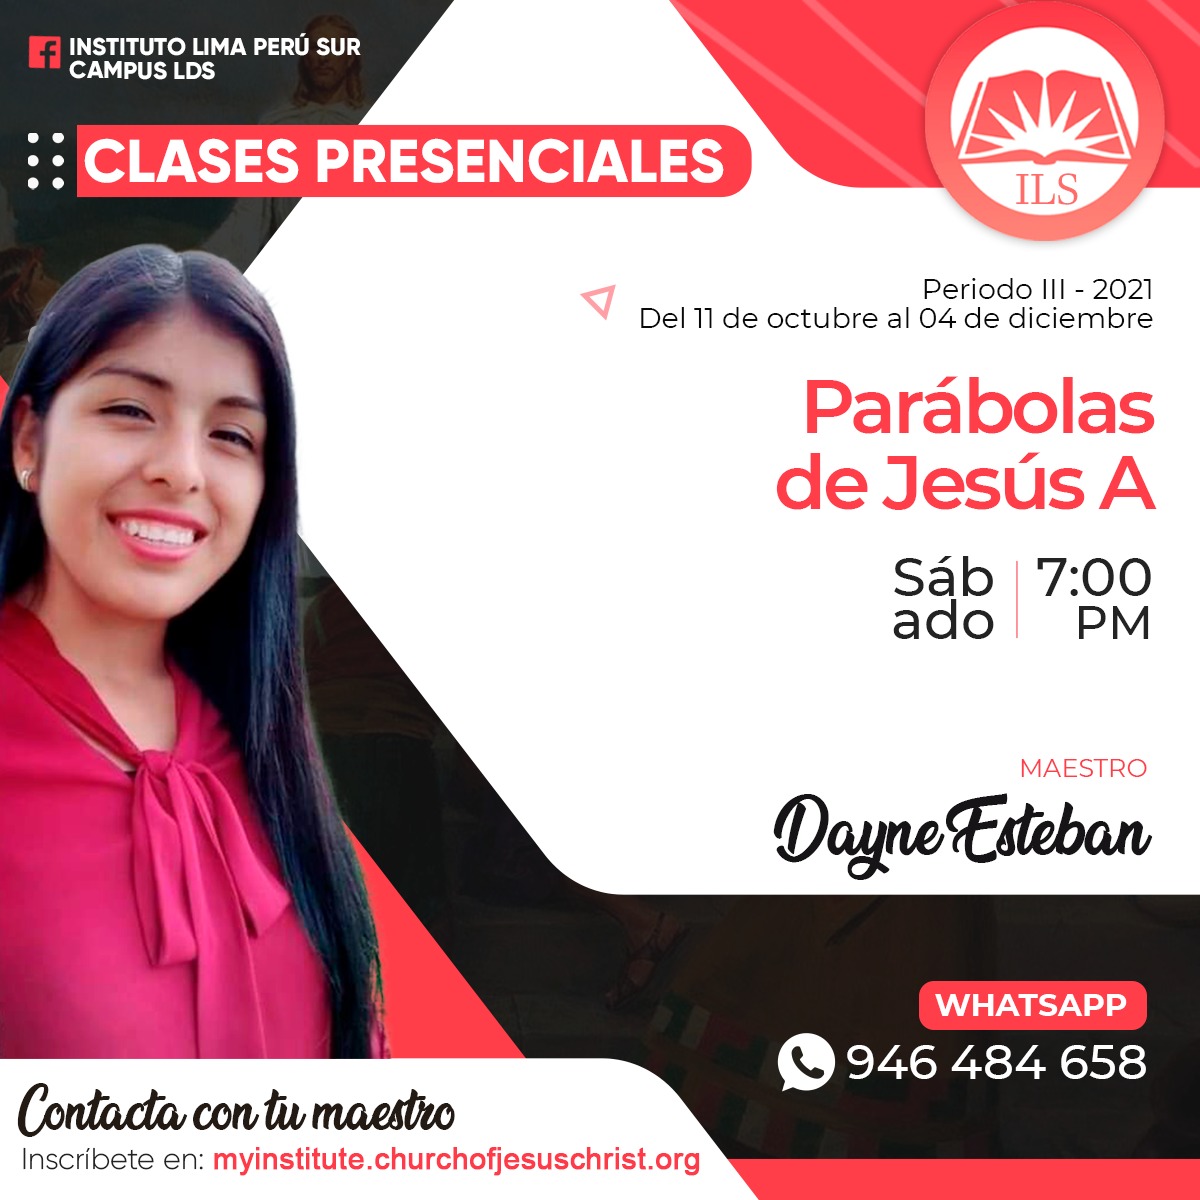 INSTITUTO LIMA PERÚ SUR
CAMPUS LDS
CLASES PRESENCIALES
ILS
Periodo III - 2021
Del 11 de octubre al 04 de diciembre
Parábolas
de Jesús A
Sáb
ado
7:00
PM
MAESTRO
Dayne Esteban
WHATSAPP
946 484 658
Contacta con tu maestro
Inscríbete en: myinstitute.churchofjesuschrist.org